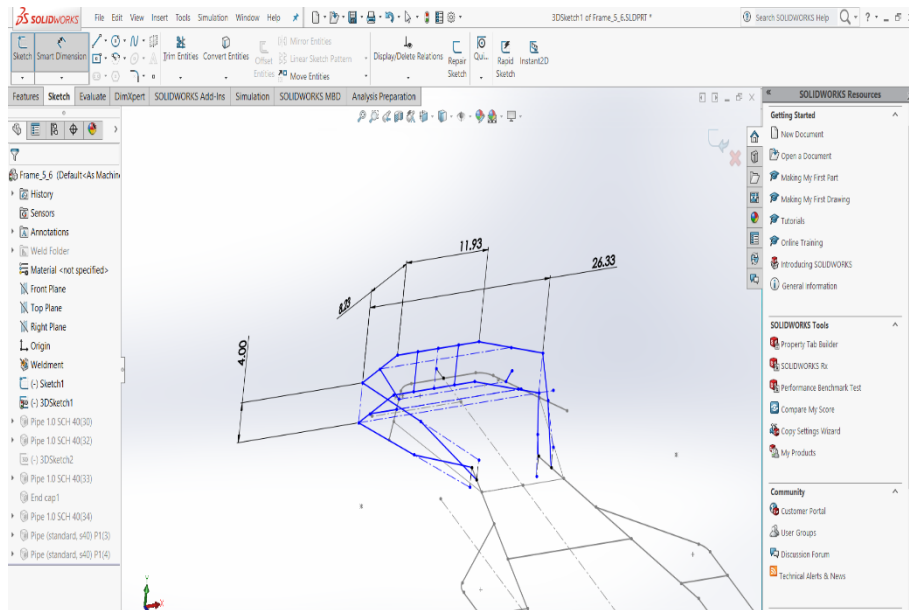 SOLIDWORKS File Edit View Insert Tools Simulation Window Help 3DSketch1 of Frame_5_6.SLDPRT * Search SOLIDWORKS Help
Sketch Smart Dimension Trim Entities Convert Entities Offset Entities Mirror Entities Linear Sketch Pattern Move Entities Display/Delete Relations Repair Sketch Qui... Rapid Sketch Instant2D
Features Sketch Evaluate DimXpert SOLIDWORKS Add-Ins Simulation SOLIDWORKS MBD Analysis Preparation
Frame_5_6 (Default<As Machin
History
Sensors
Annotations
Weld Folder
Material <not specified>
Front Plane
Top Plane
Right Plane
Origin
Weldment
(-) Sketch1
(-) 3DSketch1
Pipe 1.0 SCH 40(30)
Pipe 1.0 SCH 40(32)
(-) 3DSketch2
Pipe 1.0 SCH 40(33)
End cap1
Pipe 1.0 SCH 40(34)
Pipe (standard, s40) P1(3)
Pipe (standard, s40) P1(4)
11.93
26.33
8.23
4.00
SOLIDWORKS Resources
Getting Started
New Document
Open a Document
Making My First Part
Making My First Drawing
Tutorials
Online Training
Introducing SOLIDWORKS
General Information
SOLIDWORKS Tools
Property Tab Builder
SOLIDWORKS Rx
Performance Benchmark Test
Compare My Score
Copy Settings Wizard
My Products
Community
Customer Portal
User Groups
Discussion Forum
Technical Alerts & News